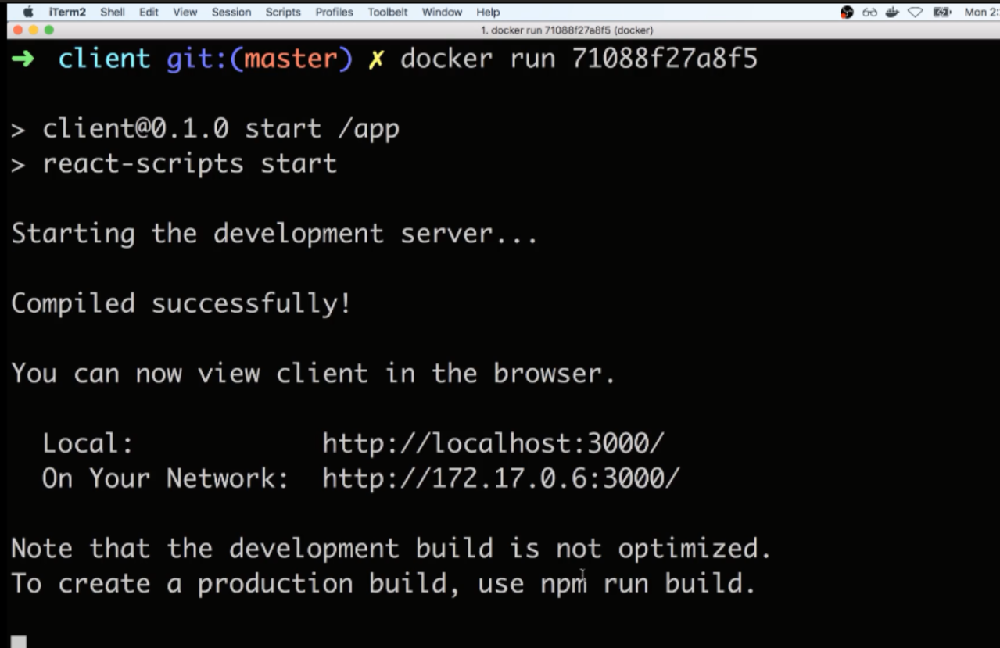 iTerm2 Shell Edit View Session Scripts Profiles Toolbelt Window Help Mon 2:
1. docker run 71088f27a8f5 (docker)
➜ client git:(master) ✗ docker run 71088f27a8f5
> client@0.1.0 start /app
> react-scripts start
Starting the development server...
Compiled successfully!
You can now view client in the browser.
Local: http://localhost:3000/
On Your Network: http://172.17.0.6:3000/
Note that the development build is not optimized.
To create a production build, use npm run build.